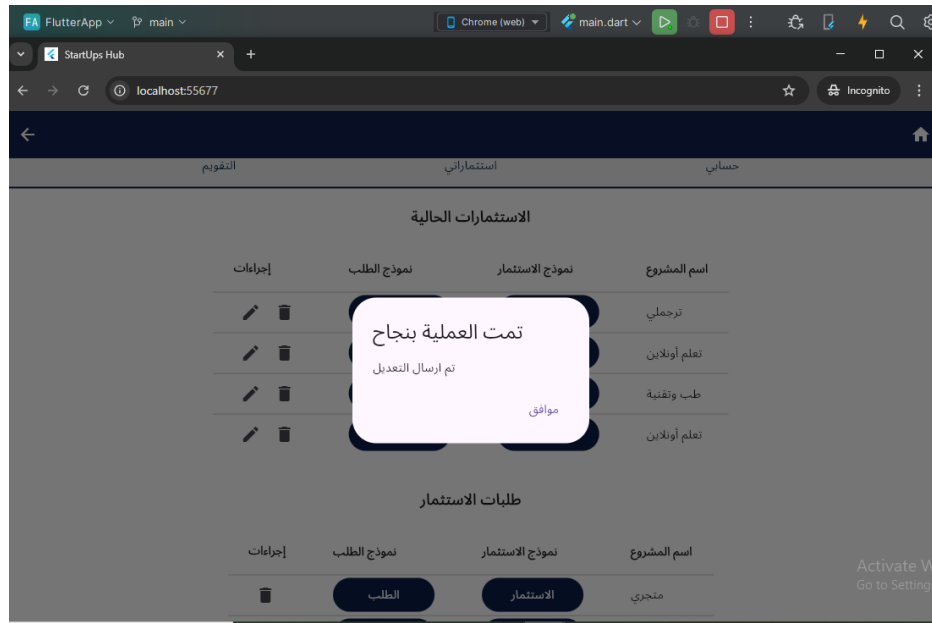 FA FlutterApp main Chrome (web) main.dart
StartUps Hub
localhost:55677 Incognito
حسابي استثماراتي التقويم
الاستثمارات الحالية
اسم المشروع نموذج الاستثمار نموذج الطلب إجراءات
ترجملي
تعلم أونلاين
طب وتقنية
تعلم أونلاين
تمت العملية بنجاح
تم ارسال التعديل
موافق
طلبات الاستثمار
اسم المشروع نموذج الاستثمار نموذج الطلب إجراءات
متجري الاستثمار الطلب
Activate W
Go to Setting